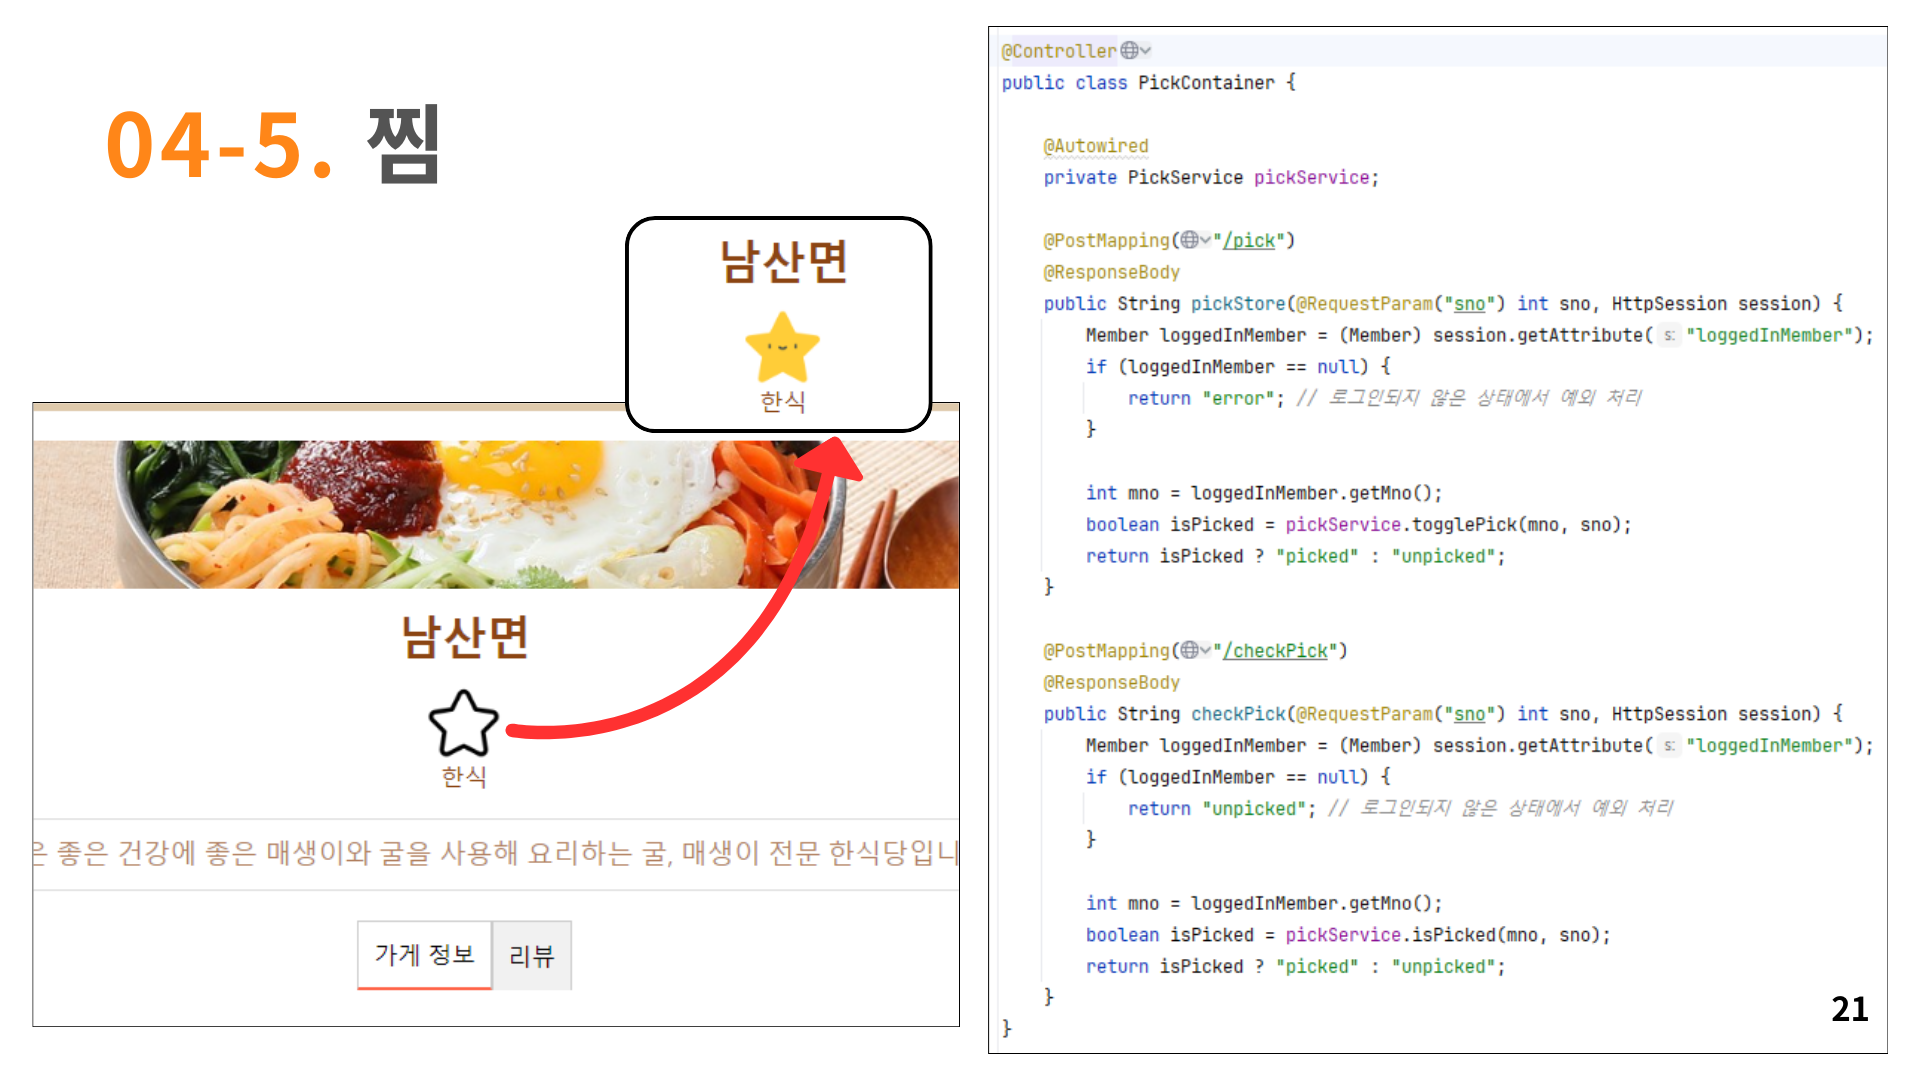 04-5. 찜
남산면
한식
남산면
한식
좋은 건강에 좋은 매생이와 굴을 사용해 요리하는 굴, 매생이 전문 한식당입니
가게 정보
리뷰
@Controller
public class PickContainer {
@Autowired
private PickService pickService;
@PostMapping("/pick")
@ResponseBody
public String pickStore(@RequestParam("sno") int sno, HttpSession session) {
Member loggedInMember = (Member) session.getAttribute( s: "loggedInMember");
if (loggedInMember == null) {
return "error"; // 로그인되지 않은 상태에서 예외 처리
}
int mno = loggedInMember.getMno();
boolean isPicked = pickService.togglePick(mno, sno);
return isPicked ? "picked" : "unpicked";
}
@PostMapping("/checkPick")
@ResponseBody
public String checkPick(@RequestParam("sno") int sno, HttpSession session) {
Member loggedInMember = (Member) session.getAttribute( s: "loggedInMember");
if (loggedInMember == null) {
return "unpicked"; // 로그인되지 않은 상태에서 예외 처리
}
int mno = loggedInMember.getMno();
boolean isPicked = pickService.isPicked(mno, sno);
return isPicked ? "picked" : "unpicked";
}
}
21